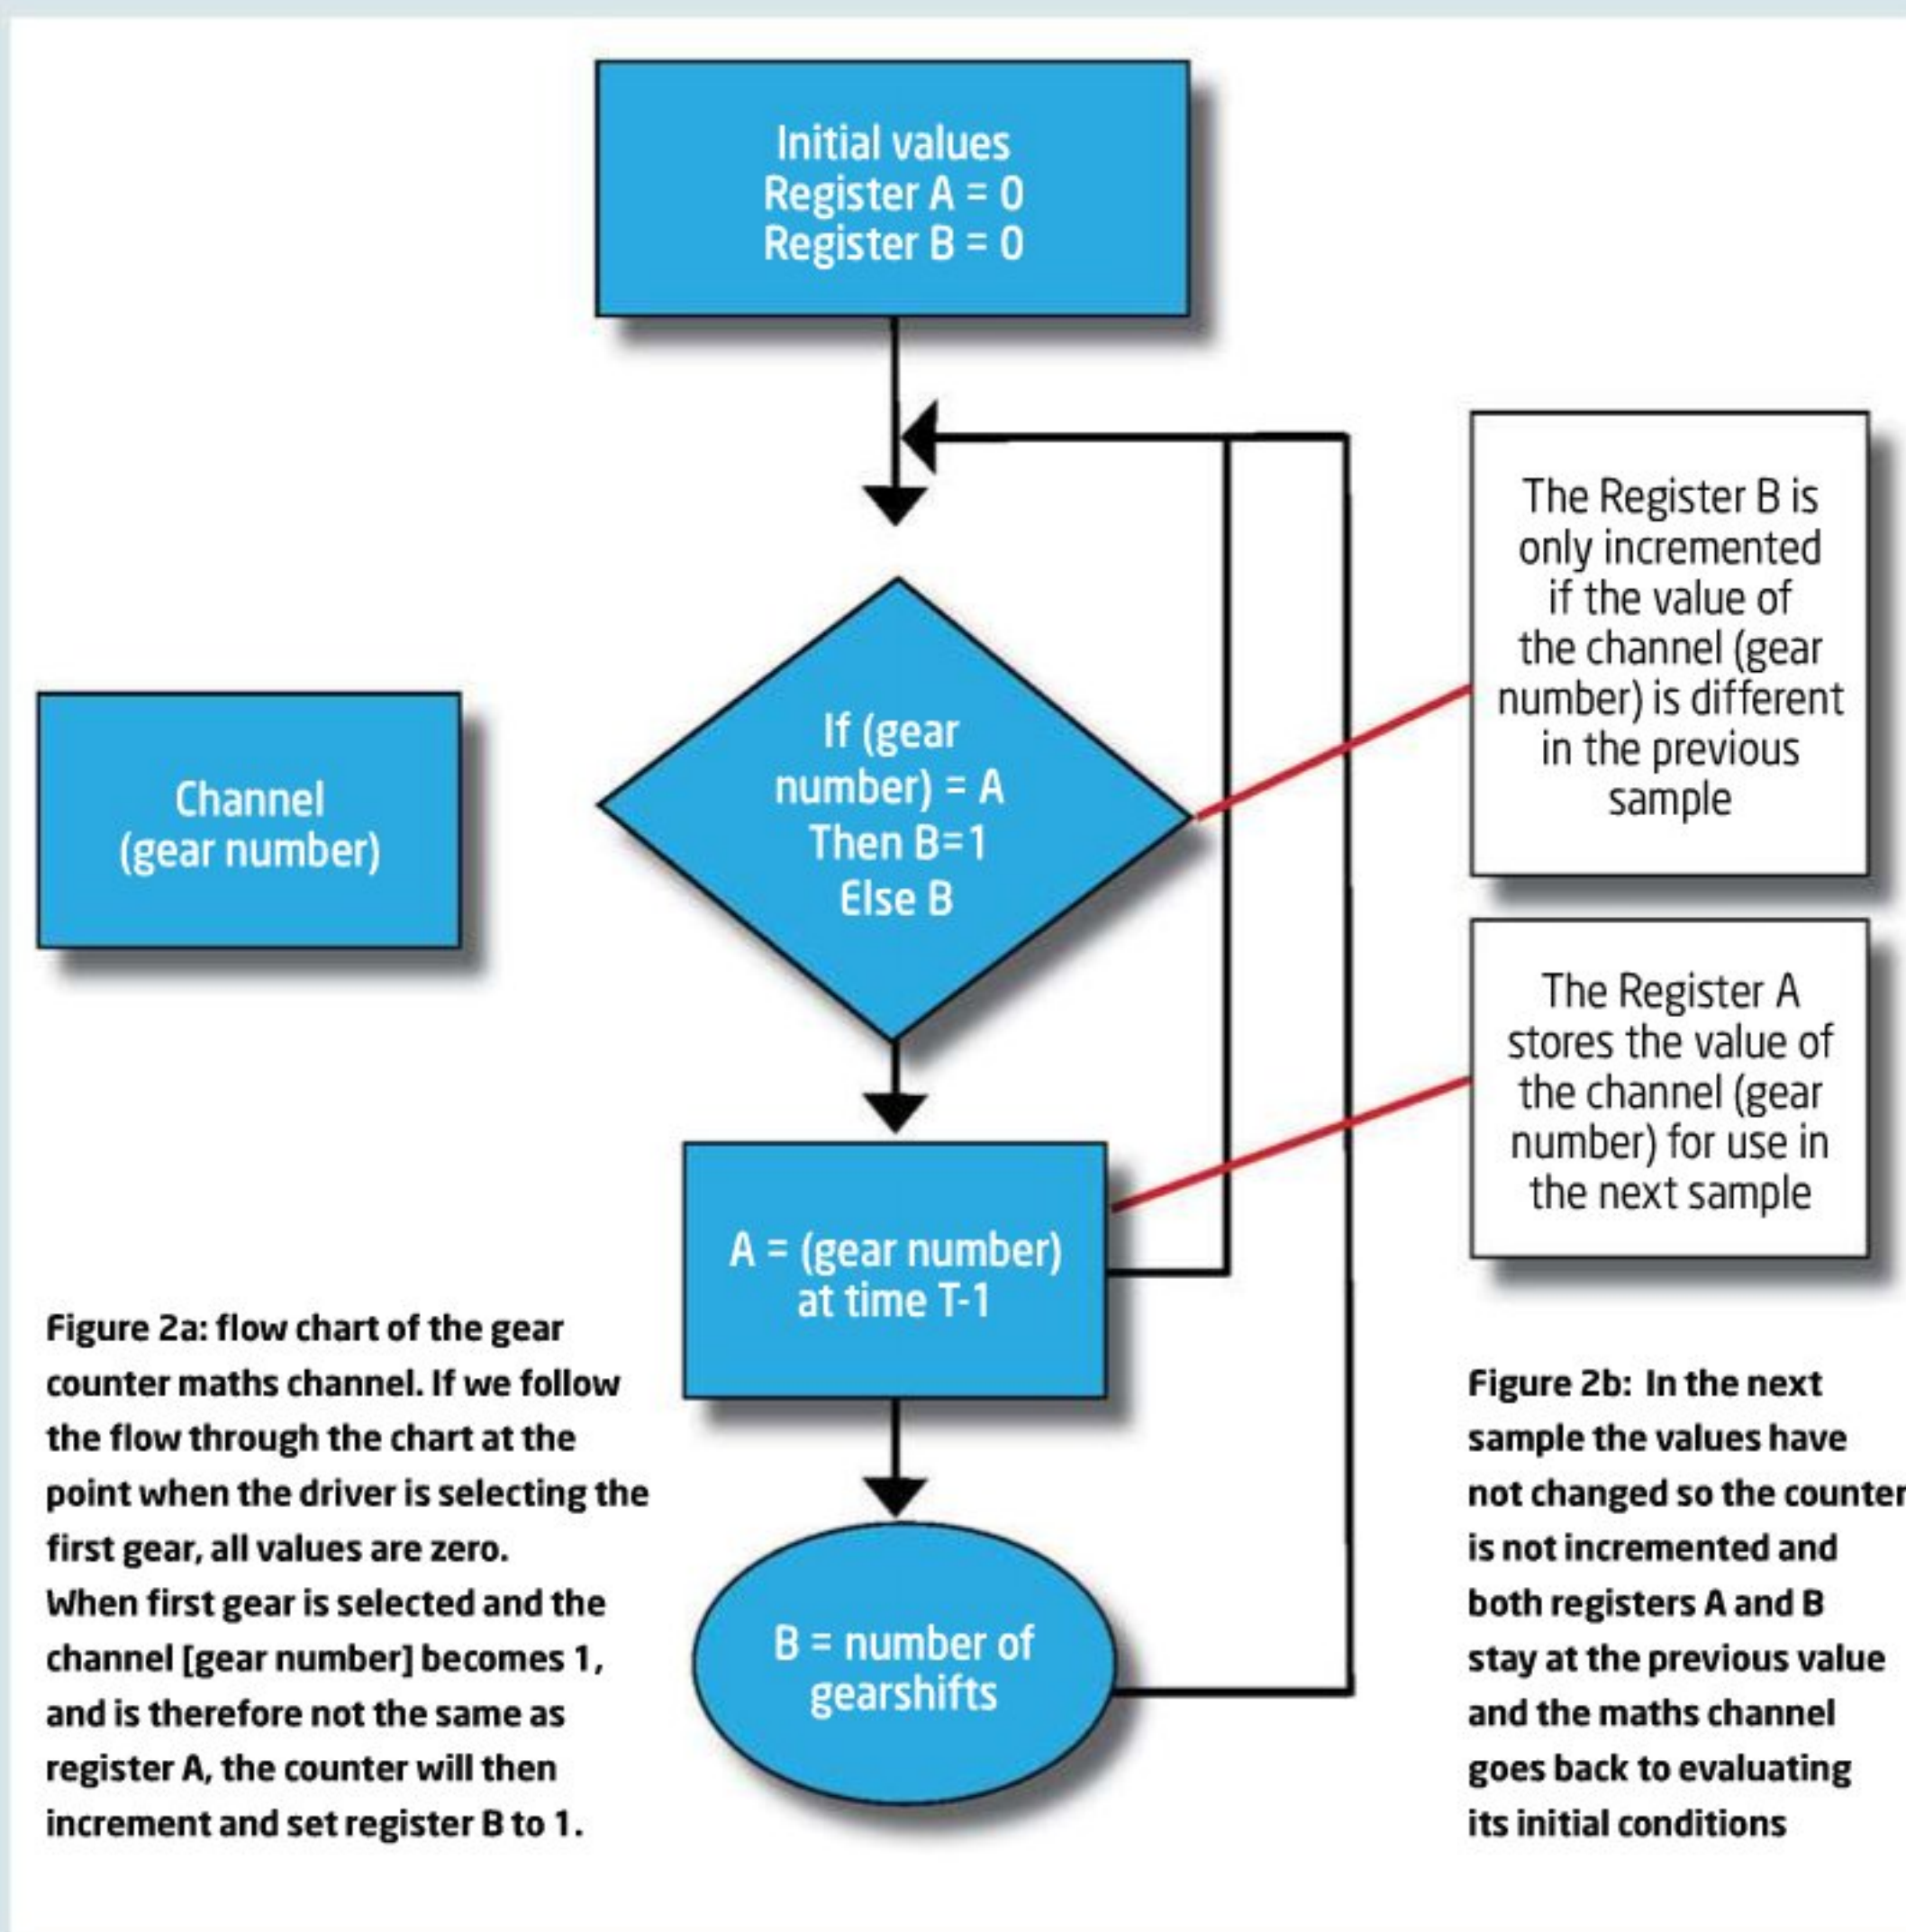 Initial values
Register A = 0
Register B = 0
The Register B is
only incremented
if the value of
the channel (gear
number) is different
in the previous
sample
Channel
(gear number)
If (gear
number) = A
Then B=1
Else B
The Register A
stores the value of
the channel (gear
number) for use in
the next sample
A = (gear number)
at time T-1
B = number of
gearshifts
Figure 2a: flow chart of the gear
counter maths channel. If we follow
the flow through the chart at the
point when the driver is selecting the
first gear, all values are zero.
When first gear is selected and the
channel [gear number] becomes 1,
and is therefore not the same as
register A, the counter will then
increment and set register B to 1.
Figure 2b: In the next
sample the values have
not changed so the counter
is not incremented and
both registers A and B
stay at the previous value
and the maths channel
goes back to evaluating
its initial conditions